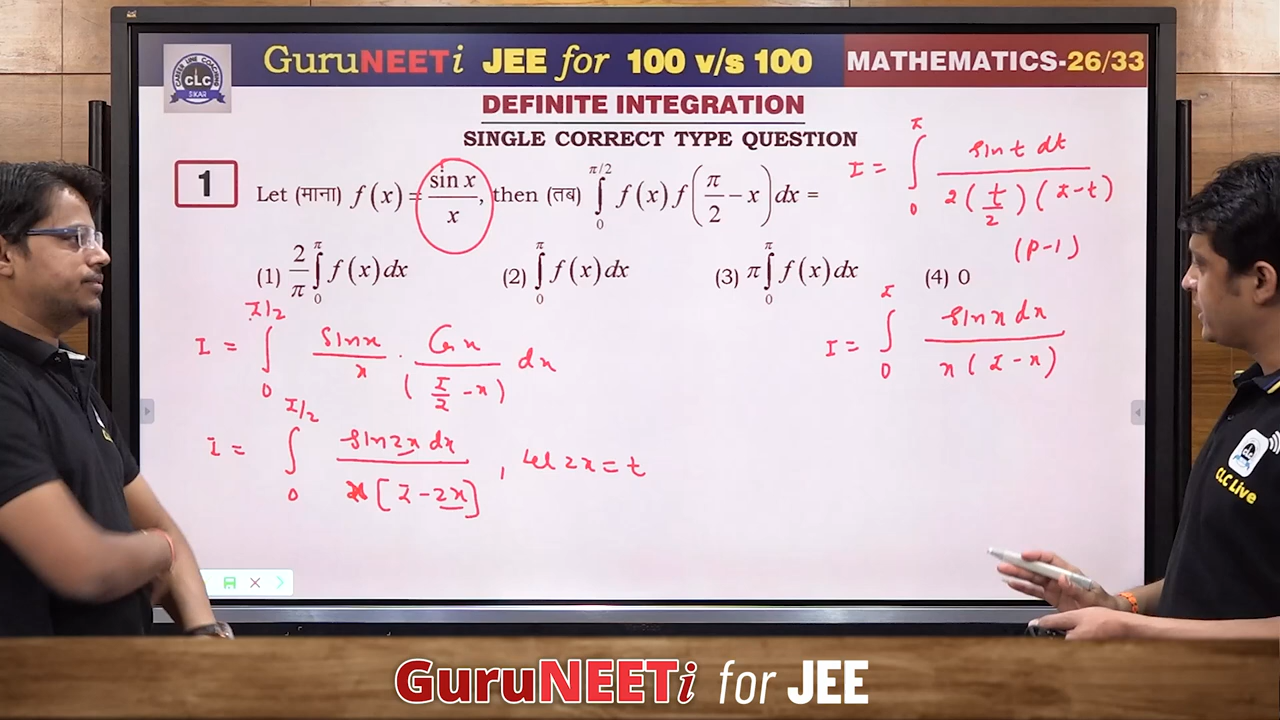 GuruNEETi JEE for 100 v/s 100
MATHEMATICS-26/33
CLC
SIKAR
DEFINITE INTEGRATION
SINGLE CORRECT TYPE QUESTION
1
Let (माना) f(x) = sin x / x, then (तब) ∫₀^{π/2} f(x) f(π/2 − x) dx =
(1) 2/π ∫₀^π f(x) dx (2) ∫₀^π f(x) dx (3) π ∫₀^π f(x) dx (4) 0
I = ∫₀^{π/2} sin x / x · Cos x / (π/2 − x) dx
I = ∫₀^{π/2} sin 2x dx / x[π − 2x], let 2x = t
I = ∫₀^π sin t dt / 2(t/2)(π − t)
(P-1)
I = ∫₀^π sin x dx / x(π − x)
CLC Live
GuruNEETi for JEE